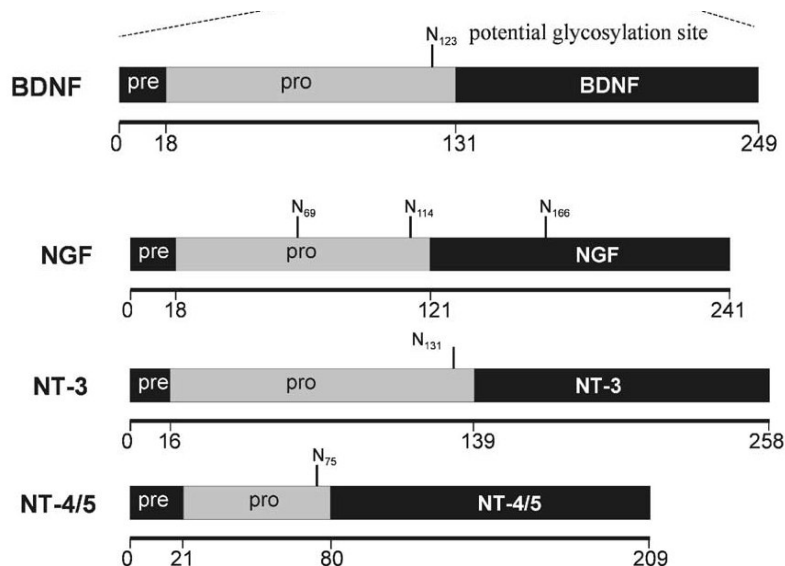 N123 potential glycosylation site
BDNF pre pro BDNF
0 18 131 249
N69 N114 N166
NGF pre pro NGF
0 18 121 241
N131
NT-3 pre pro NT-3
0 16 139 258
N75
NT-4/5 pre pro NT-4/5
0 21 80 209